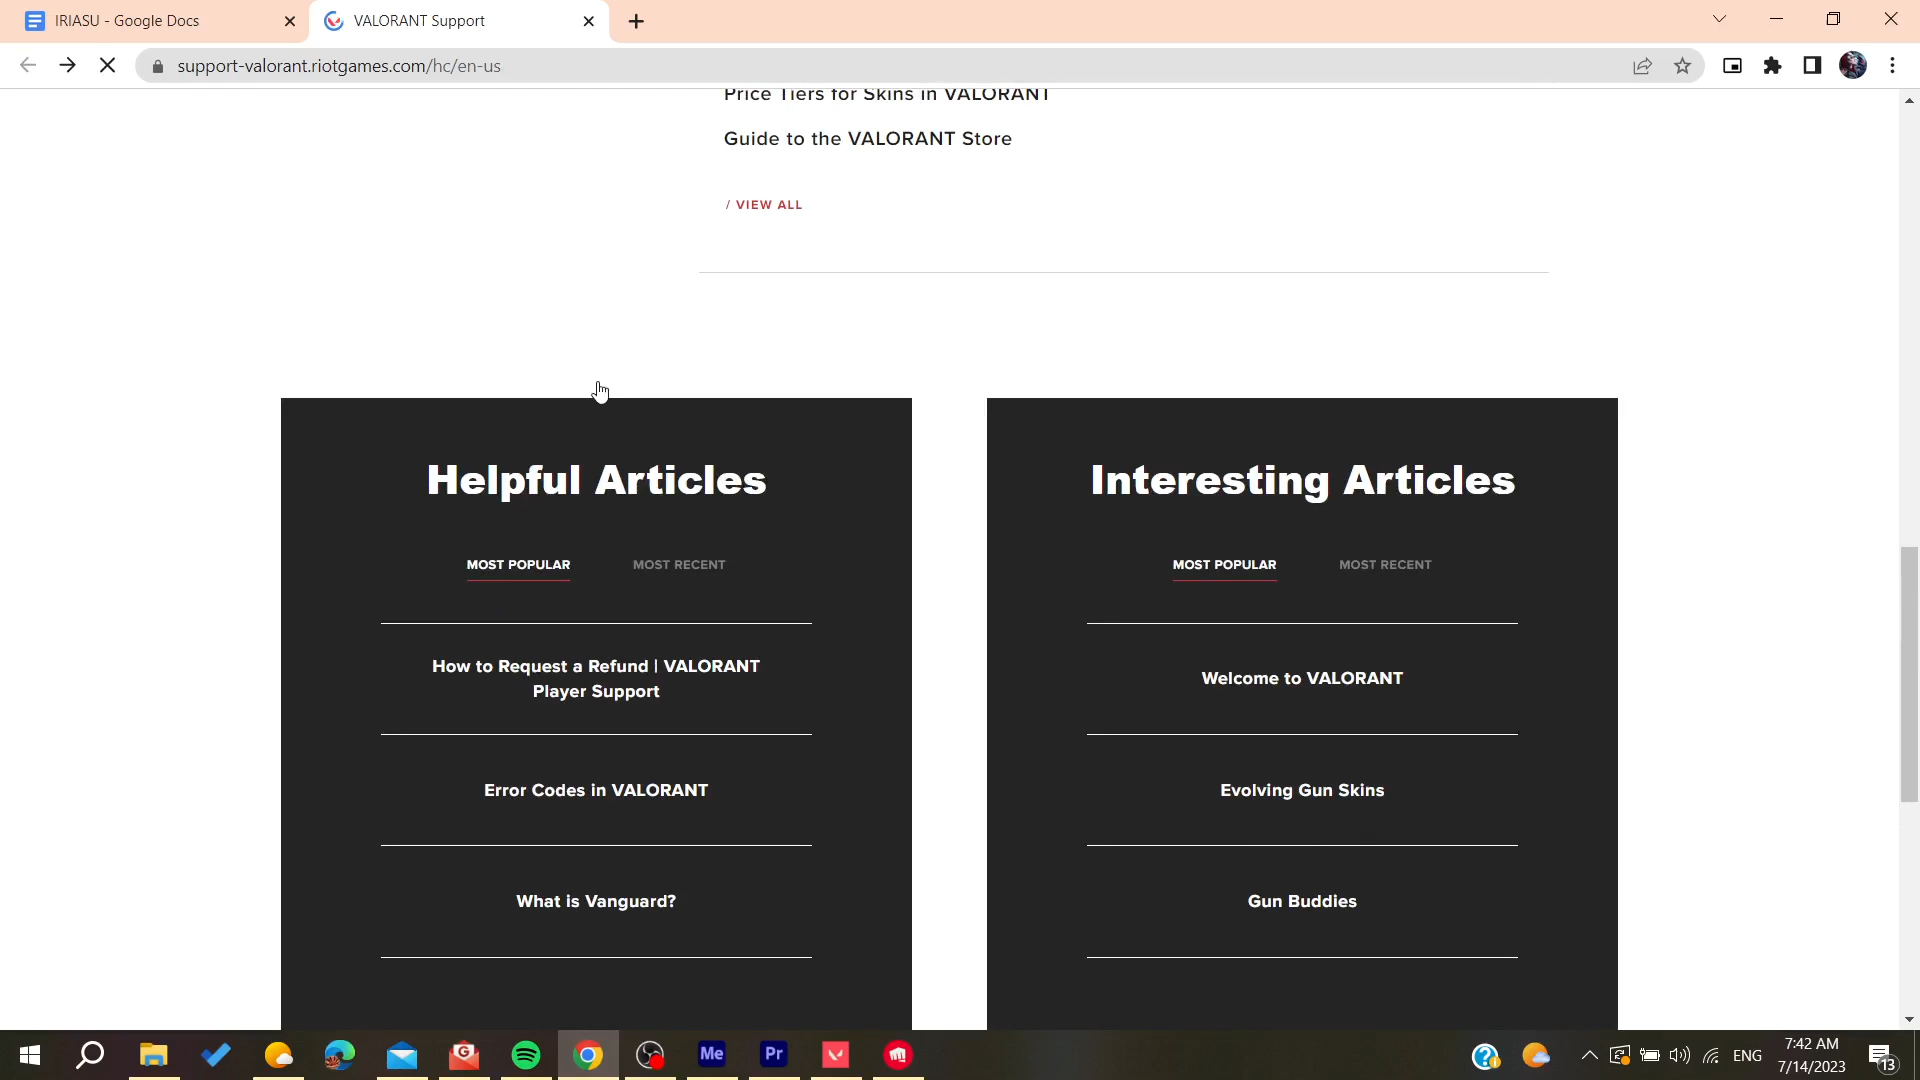 IRIASU - Google Docs
VALORANT Support
support-valorant.riotgames.com/hc/en-us
Price Tiers for Skins in VALORANT
Guide to the VALORANT Store
/ VIEW ALL
Helpful Articles
MOST POPULAR MOST RECENT
How to Request a Refund | VALORANT
Player Support
Error Codes in VALORANT
What is Vanguard?
Interesting Articles
MOST POPULAR MOST RECENT
Welcome to VALORANT
Evolving Gun Skins
Gun Buddies
G
Me
Pr
ENG
7:42 AM
7/14/2023
13